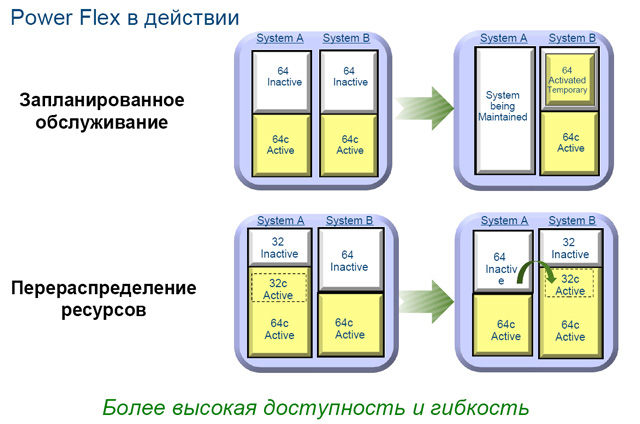 Power Flex в действии
System A
System B
64
Inactive
64
Inactive
64c
Active
64c
Active
Запланированное
обслуживание
System A
System B
System
being
Maintained
64
Activated
Temporary
64c
Active
System A
System B
32
Inactive
32c
Active
64c
Active
64
Inactive
64c
Active
Перераспределение
ресурсов
System A
System B
64
Inactiv
e
64c
Active
32
Inactive
32c
Active
64c
Active
Более высокая доступность и гибкость